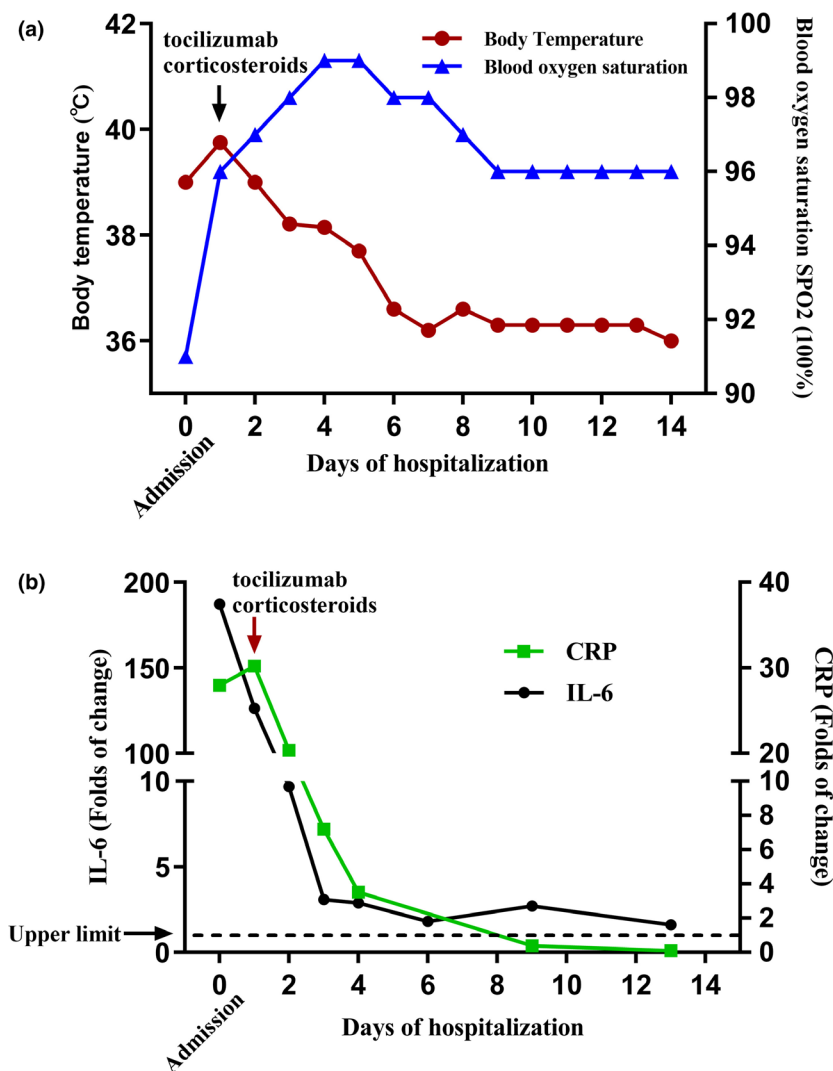 (a)
42
40
38
36
Body temperature (℃)
tocilizumab
corticosteroids
Body Temperature
Blood oxygen saturation
100
98
96
94
92
90
Blood oxygen saturation SPO2 (100%)
0 2 4 6 8 10 12 14
Admission
Days of hospitalization
(b)
200
150
100
10
5
0
IL-6 (Folds of change)
tocilizumab
corticosteroids
CRP
IL-6
40
30
20
10
8
6
4
2
0
CRP (Folds of change)
Upper limit
0 2 4 6 8 10 12 14
Admission
Days of hospitalization